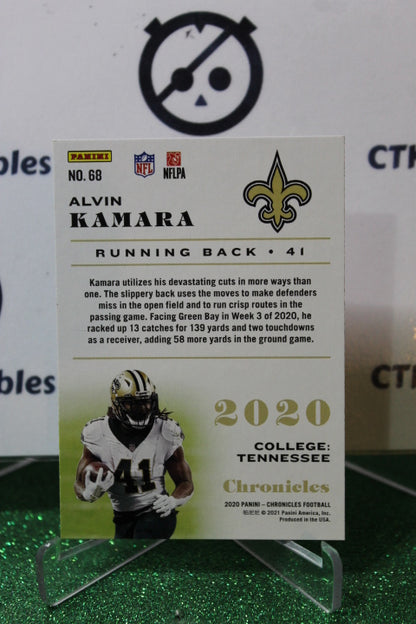 PANINI
NFL
NFLPA
NO. 68
ALVIN
KAMARA
RUNNING BACK • 41
Kamara utilizes his devastating cuts in more ways than
one. The slippery back uses the moves to make defenders
miss in the open field and to run crisp routes in the
passing game. Facing Green Bay in Week 3 of 2020, he
racked up 13 catches for 139 yards and two touchdowns
as a receiver, adding 58 more yards in the ground game.
41
2020
COLLEGE:
TENNESSEE
Chronicles
2020 PANINI – CHRONICLES FOOTBALL
© 2021 Panini America, Inc.
Produced in the USA.
bles
CTH
bles
CTH